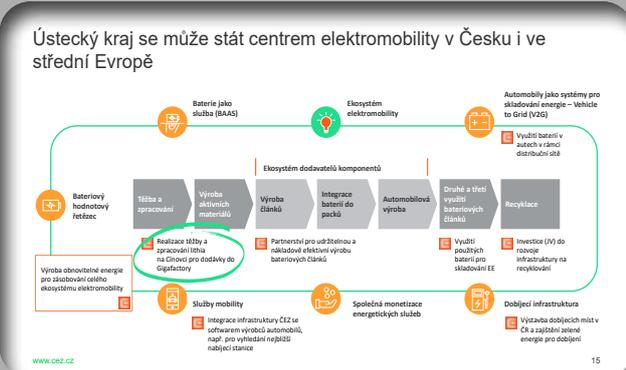 Ústecký kraj se může stát centrem elektromobility v Česku i ve
střední Evropě
Baterie jako
služba (BAAS)
Ekosystém
elektromobility
Automobily jako systémy pro
skladování energie – Vehicle
to Grid (V2G)
Využití baterií v
autech v rámci
distribuční sítě
Ekosystém dodavatelů komponentů
Bateriový
hodnotový
řetězec
Těžba a
zpracování
Výroba
aktivních
materiálů
Výroba
článků
Integrace
baterií do
packů
Automobilová
výroba
Druhé a třetí
využití
bateriových
článků
Recyklace
Realizace těžby a
zpracování lithia
na Cínovci pro dodávky do
Gigafactory
Partnerství pro udržitelnou a
nákladově efektivní výrobu
bateriových článků
Využití
použitých
baterií pro
skladování EE
Investice (JV) do
rozvoje
infrastruktury na
recyklování
Výroba obnovitelné energie
pro zásobování celého
ekosystému elektromobility
Služby mobility
Společná monetizace
energetických služeb
Dobíjecí infrastruktura
Integrace infrastruktury ČEZ se
softwarem výrobců automobilů,
např. pro vyhledání nejbližší
nabíjecí stanice
Výstavba dobíjecích míst v
ČR a zajištění zelené
energie pro dobíjení
www.cez.cz
15